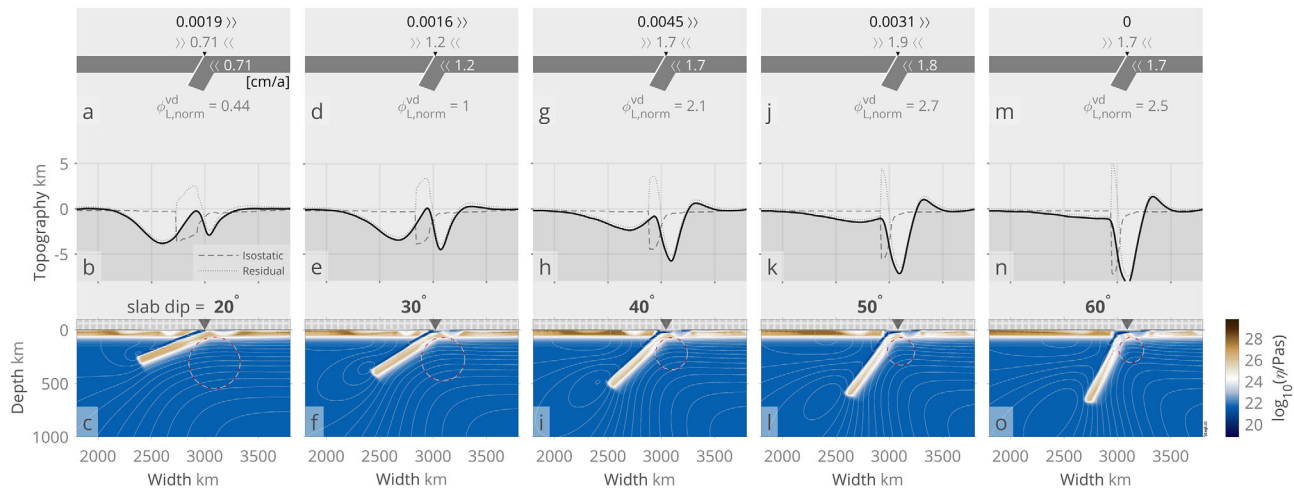 0.0019 »
0.0016 »
0.0045 »
0.0031 »
0
» 0.71 «
» 1.2 «
» 1.7 «
» 1.9 «
» 1.7 «
« 0.71
« 1.2
« 1.7
« 1.8
« 1.7
[cm/a]
a
ϕ^vd_L,norm = 0.44
d
ϕ^vd_L,norm = 1
g
ϕ^vd_L,norm = 2.1
j
ϕ^vd_L,norm = 2.7
m
ϕ^vd_L,norm = 2.5
Topography km
5
0
-5
b
Isostatic
Residual
e
h
k
n
slab dip = 20°
30°
40°
50°
60°
Depth km
0
500
1000
c
f
i
l
o
2000 2500 3000 3500
2000 2500 3000 3500
2000 2500 3000 3500
2000 2500 3000 3500
2000 2500 3000 3500
Width km
Width km
Width km
Width km
Width km
28
26
24
22
20
log10(η/Pas)